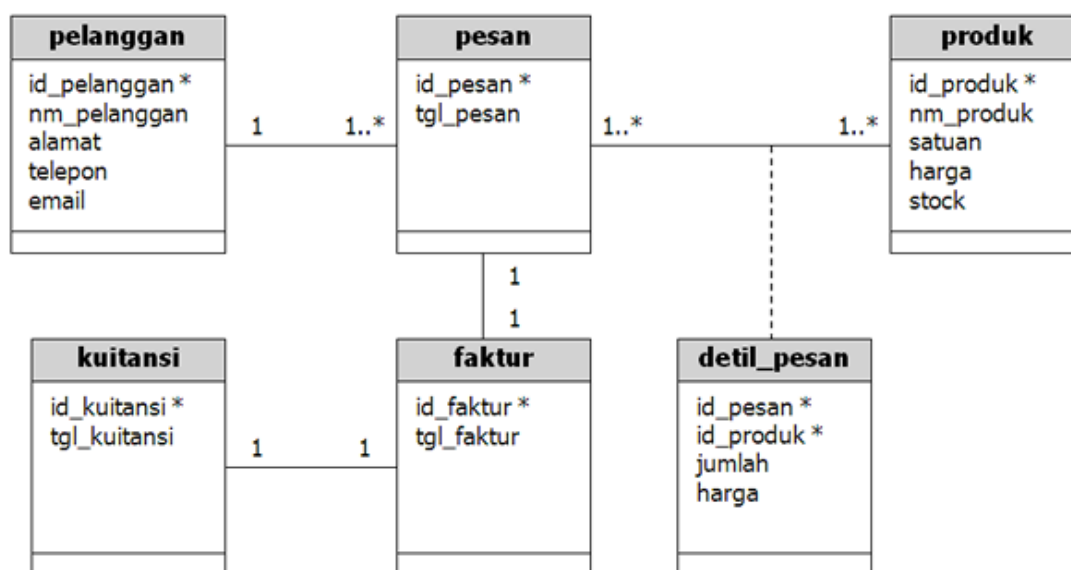 pelanggan
id_pelanggan *
nm_pelanggan
alamat
telepon
email
1
1..*
pesan
id_pesan *
tgl_pesan
1..*
1..*
produk
id_produk *
nm_produk
satuan
harga
stock
1
1
kuitansi
id_kuitansi *
tgl_kuitansi
1
1
faktur
id_faktur *
tgl_faktur
detil_pesan
id_pesan *
id_produk *
jumlah
harga